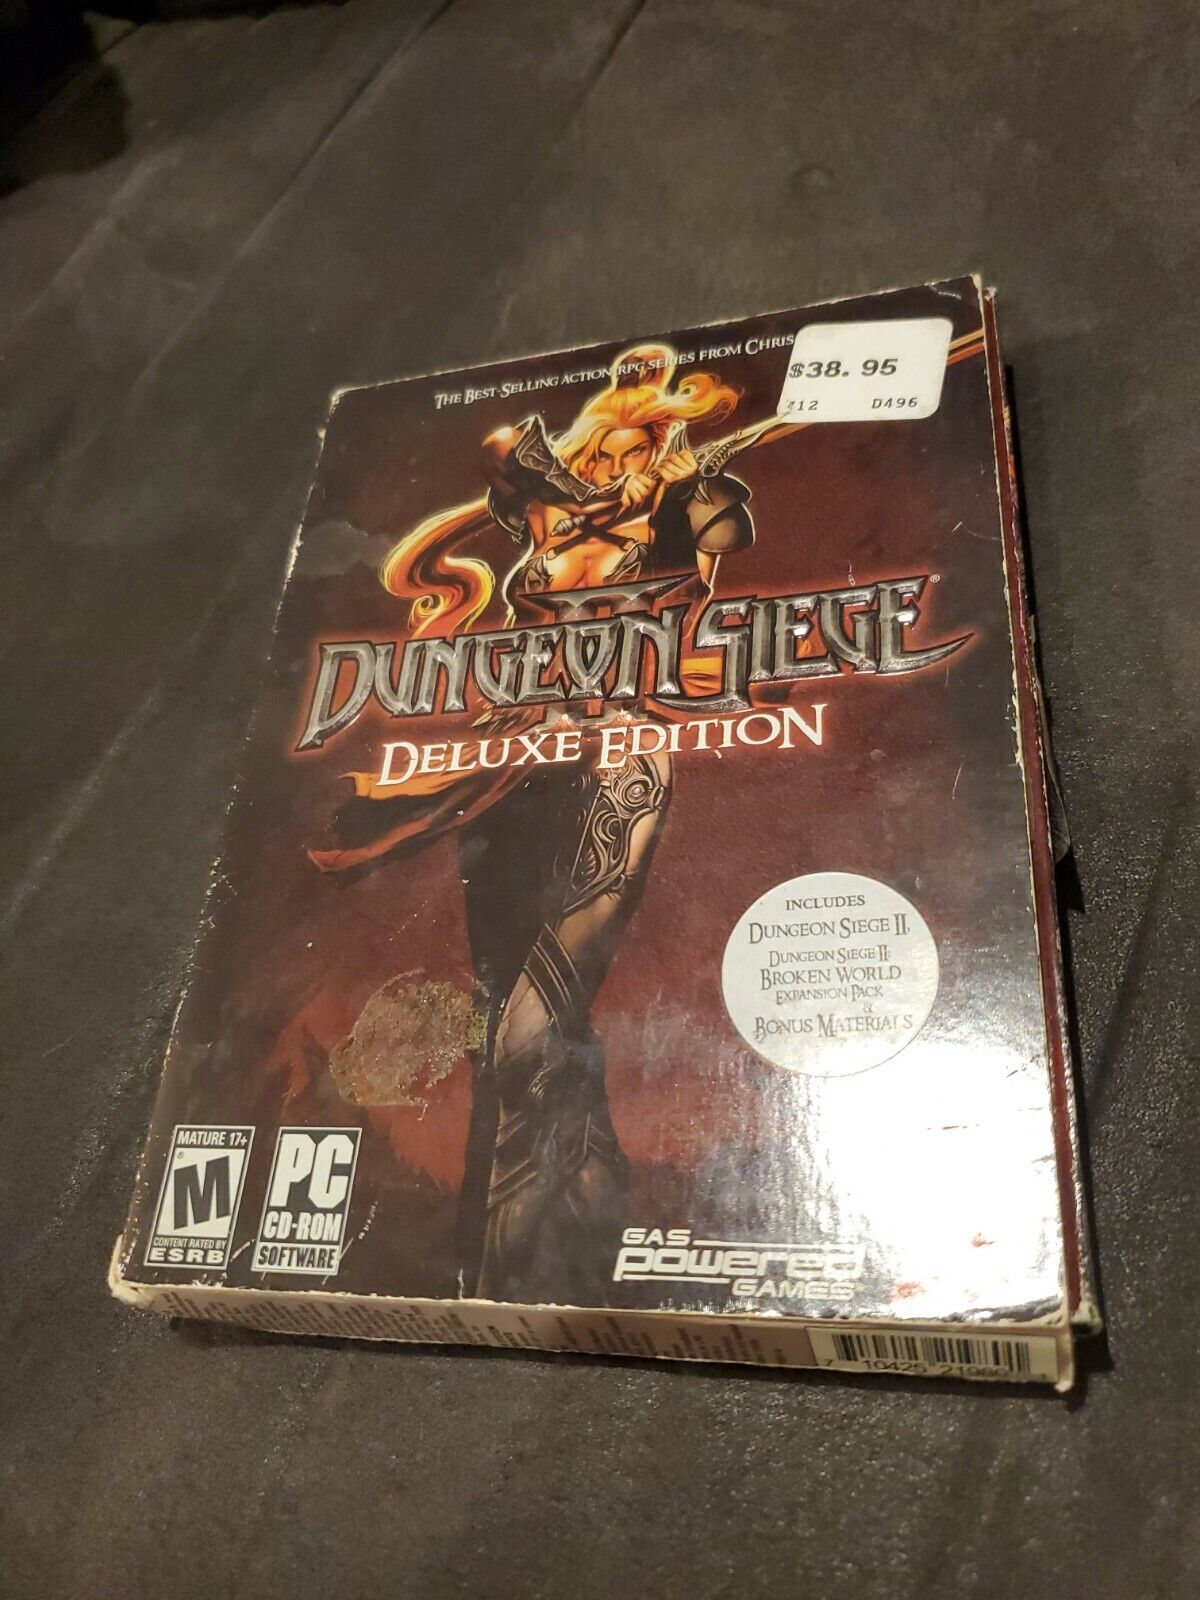 THE BEST-SELLING ACTION RPG SERIES FROM CHRIS
$38.95
D496
II
DUNGEON SIEGE®
DELUXE EDITION
INCLUDES
DUNGEON SIEGE II,
DUNGEON SIEGE II:
BROKEN WORLD
EXPANSION PACK
&
BONUS MATERIALS
MATURE 17+
M
CONTENT RATED BY
ESRB
PC
CD-ROM
SOFTWARE
GAS
POWERED
GAMES
7 10425 21980